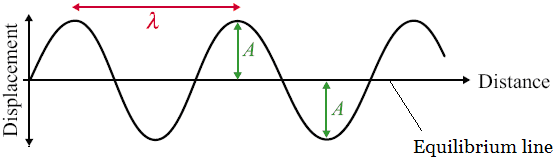 Displacement
λ
A
A
Distance
Equilibrium line